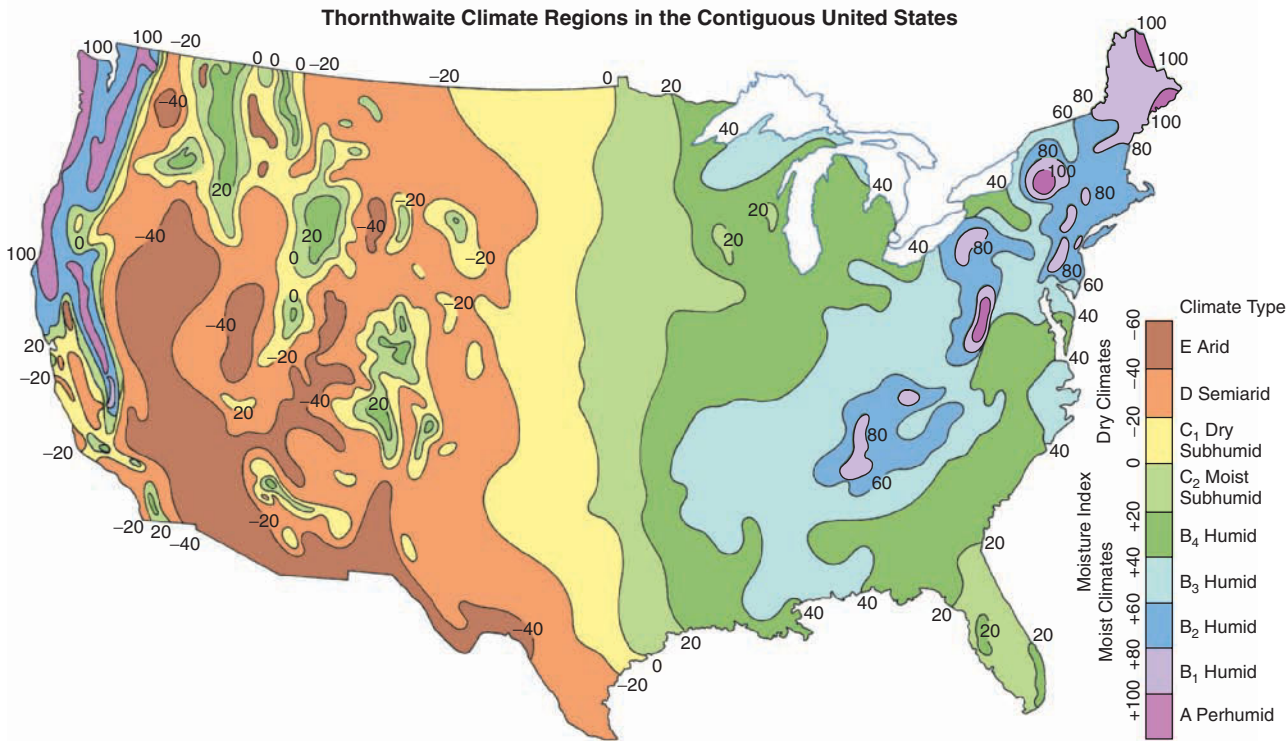 Thornthwaite Climate Regions in the Contiguous United States
100 100 –20 0 0 0 –20 –20 0 20 100
100
–40 40 80 60 100
80
80 100
20 40 40 80
–20 20
–40 0 20 –40 20 40 80
100 0 –20 80
0 –20 60
–40 40
20 –20 40
–20
–40 20
20
–20 80 40
60
–20
–20 20 –40 20
40 40 20
–40 20 20 20
0
–20
Climate Type
Moisture Index
Dry Climates
Moist Climates
–60
E Arid
–40
D Semiarid
–20
C₁ Dry
Subhumid
0
C₂ Moist
Subhumid
+20
B₄ Humid
+40
B₃ Humid
+60
B₂ Humid
+80
B₁ Humid
+100
A Perhumid